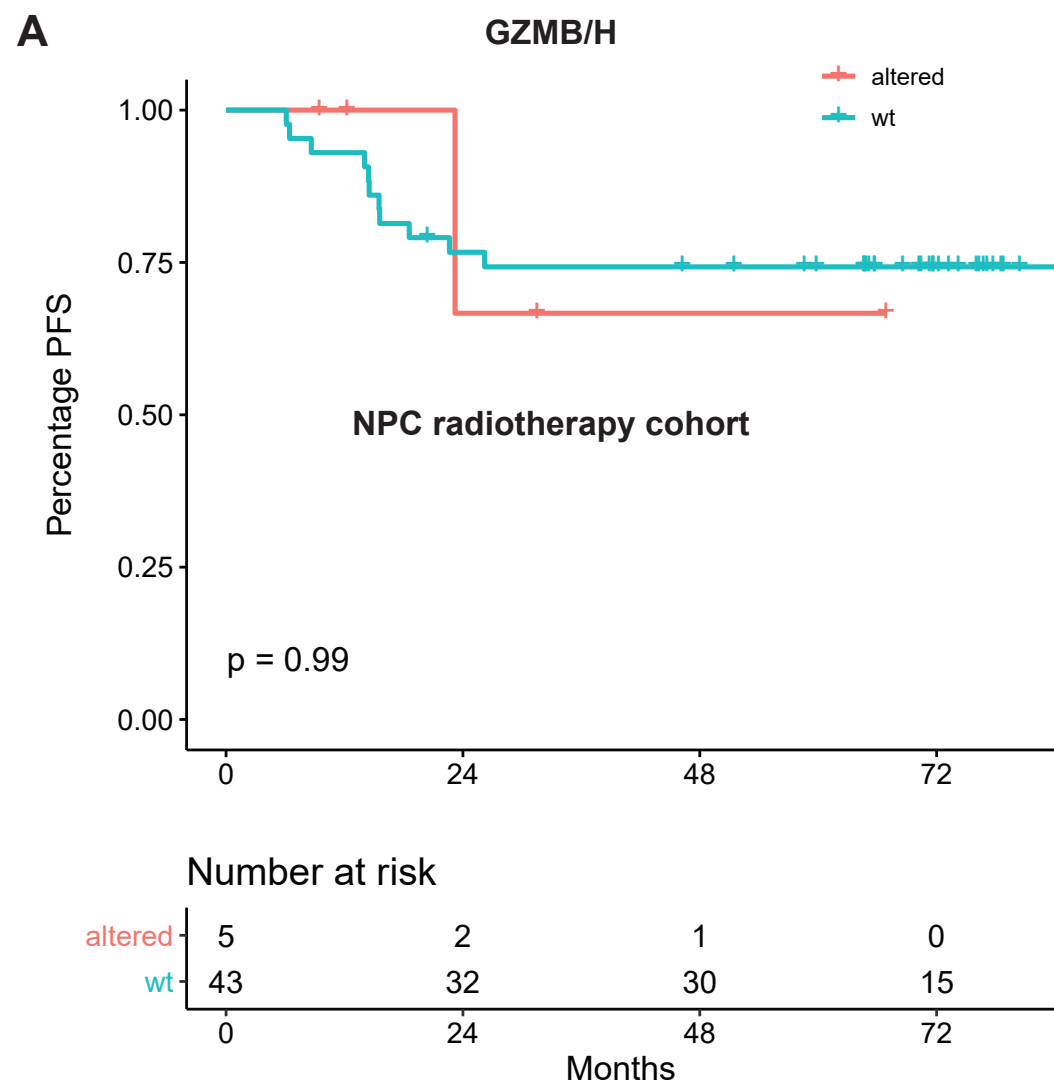 A
GZMB/H
altered
wt
1.00
0.75
0.50
0.25
0.00
Percentage PFS
NPC radiotherapy cohort
p = 0.99
0 24 48 72
Number at risk
altered 5 2 1 0
wt 43 32 30 15
0 24 48 72
Months